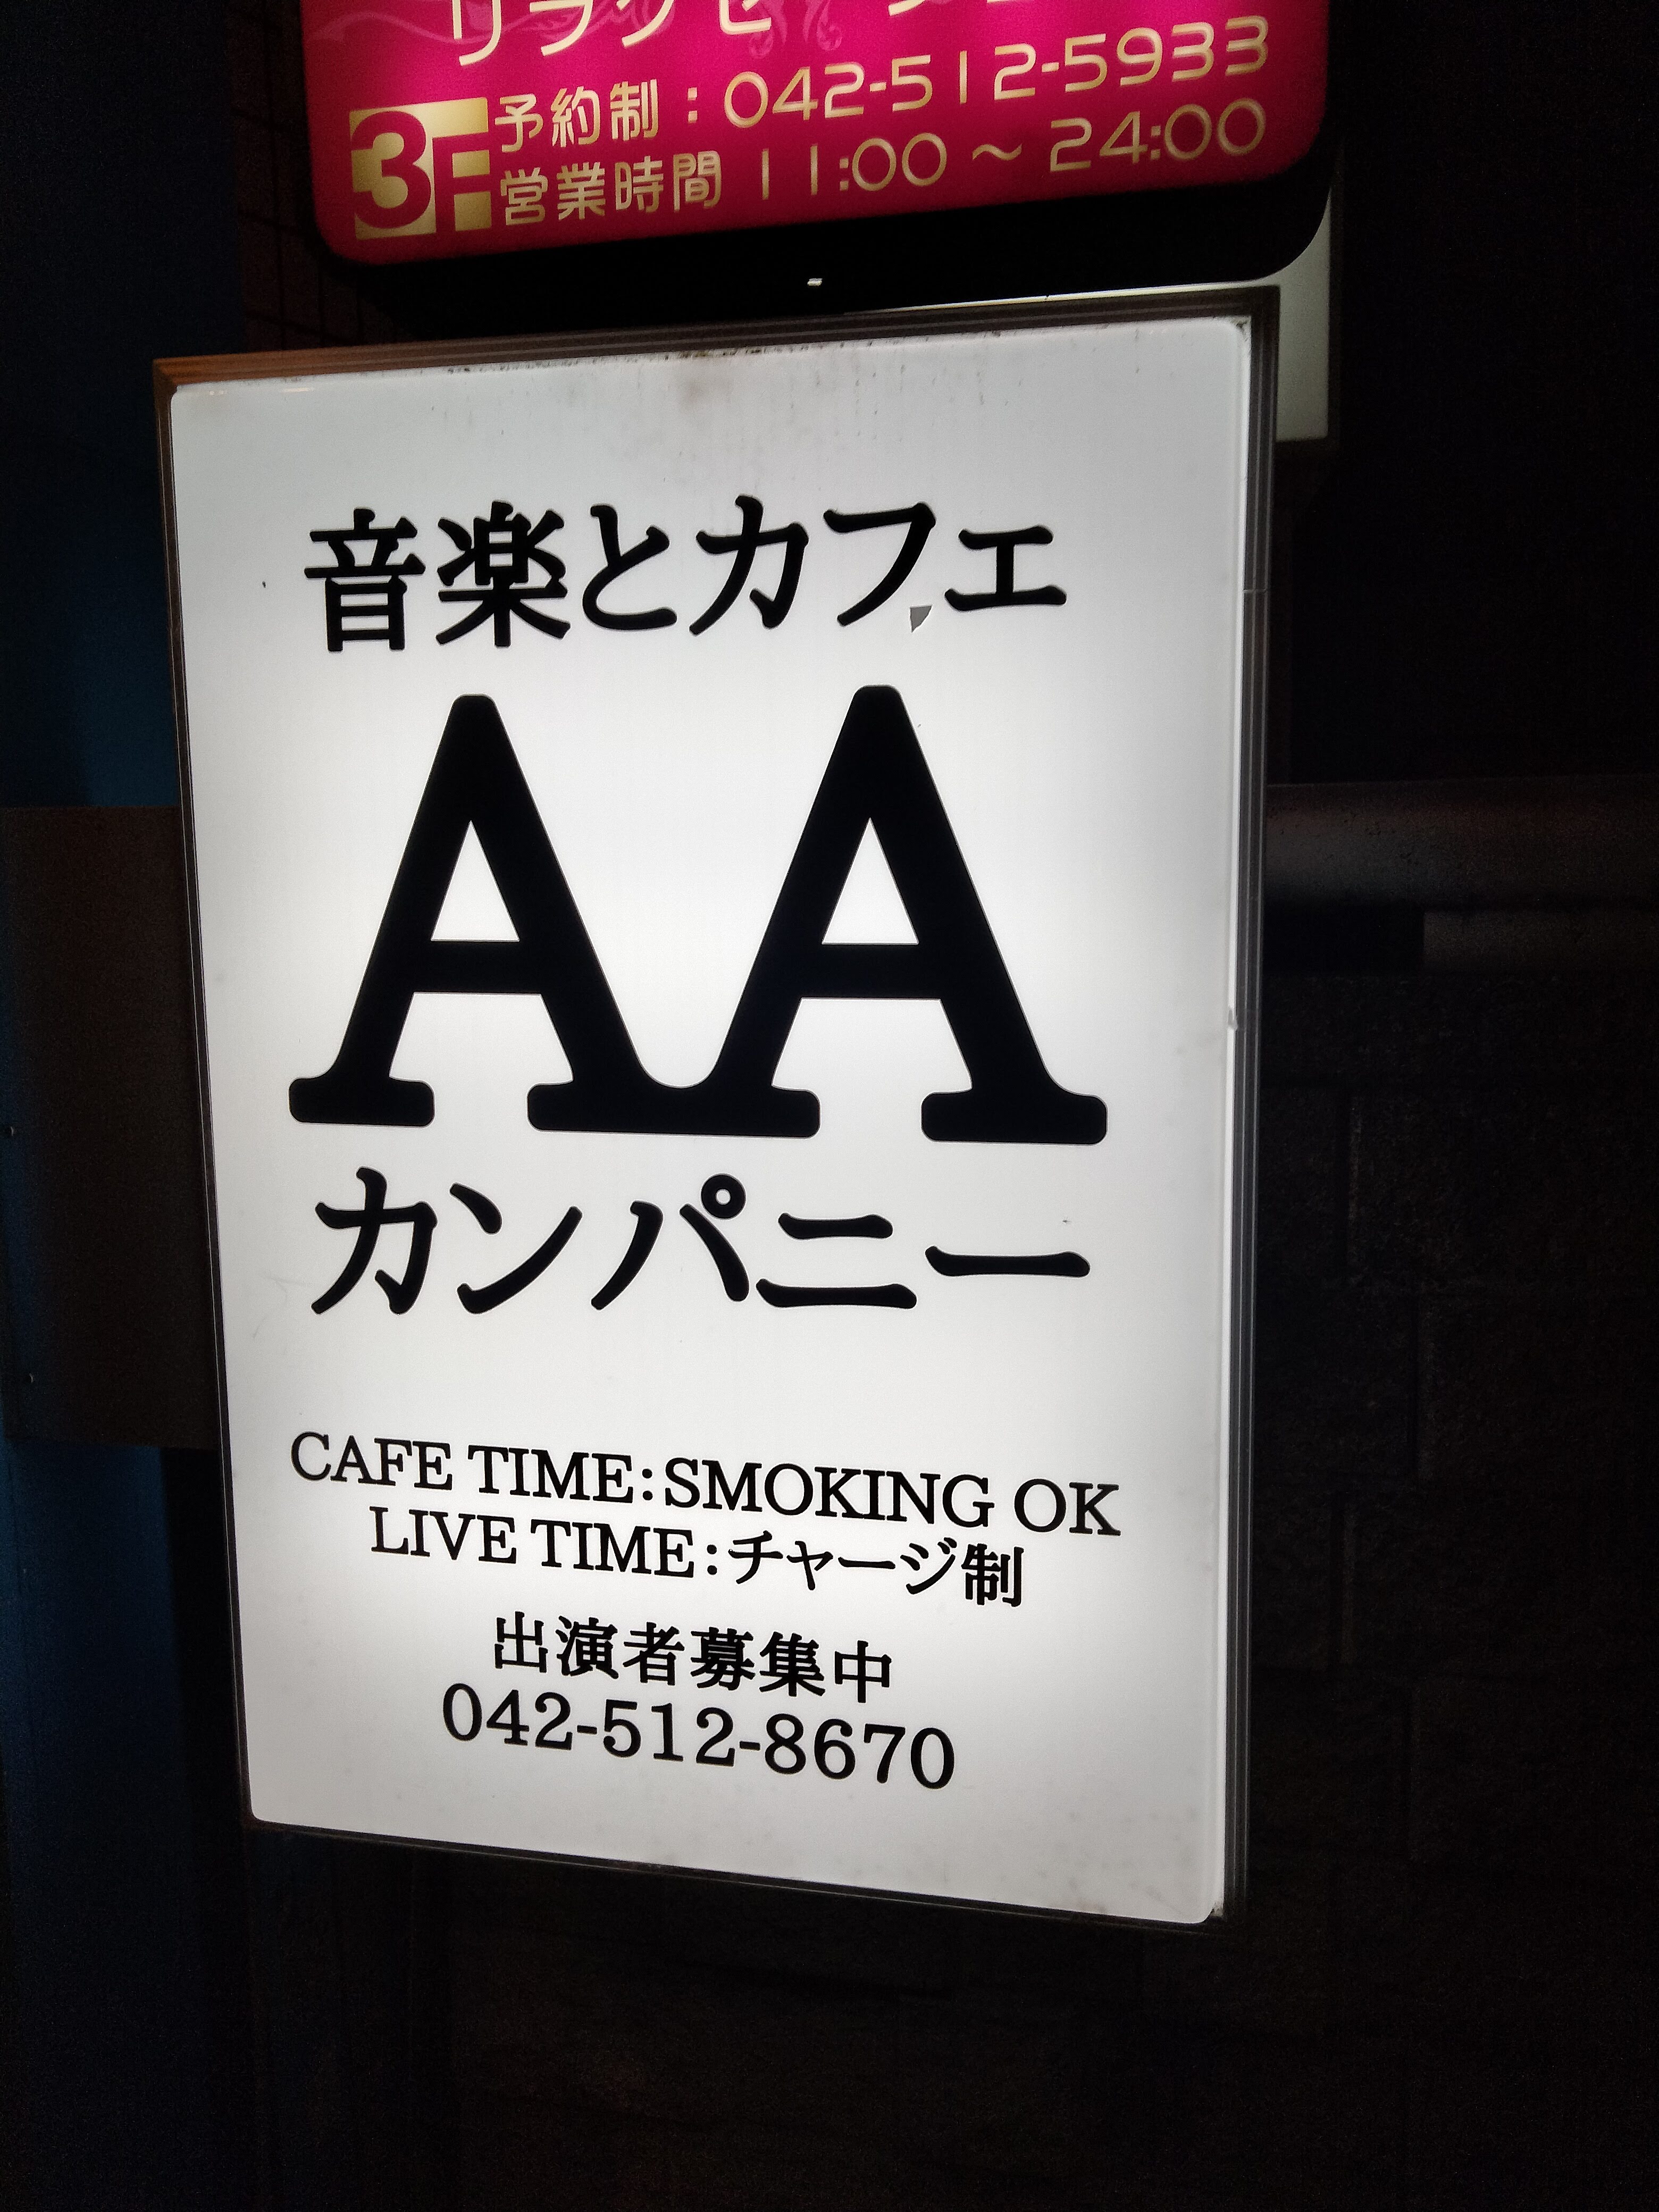 3F
予約制：042-512-5933
営業時間 11:00～24:00
音楽とカフェ
AA
カンパニー
CAFE TIME:SMOKING OK
LIVE TIME:チャージ制
出演者募集中
042-512-8670